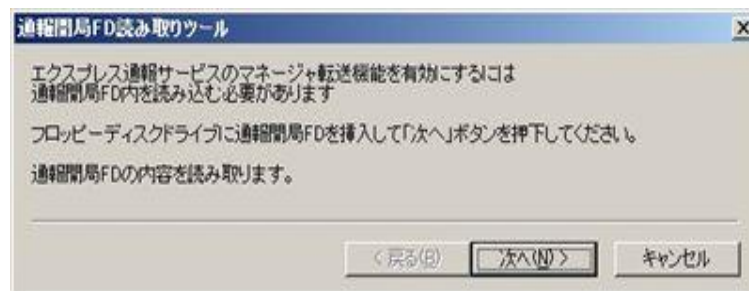 通報開局FD読み取りツール
エクスプレス通報サービスのマネージャ転送機能を有効にするには
通報開局FD内を読み込む必要があります
フロッピーディスクドライブに通報開局FDを挿入して「次へ」ボタンを押下してください。
通報開局FDの内容を読み取ります。
< 戻る(B)
次へ(N) >
キャンセル